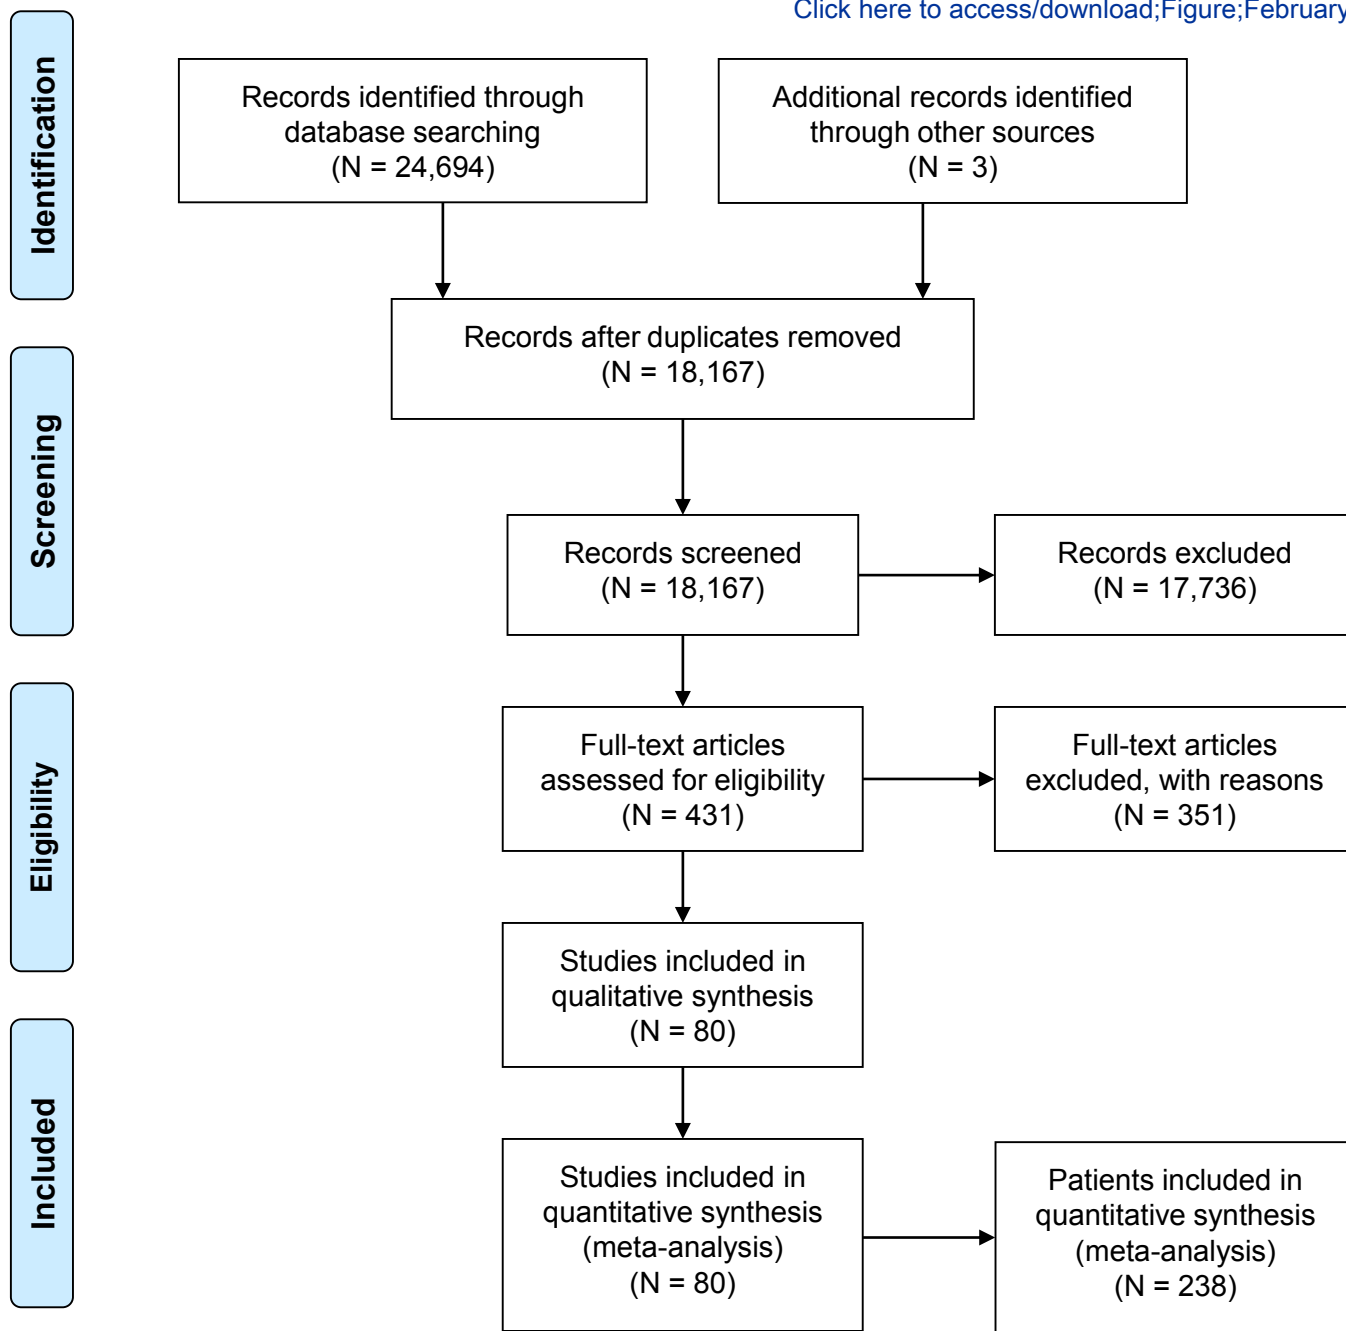 Click here to access/download;Figure;February
Identification
Records identified through
database searching
(N = 24,694)
Additional records identified
through other sources
(N = 3)
Records after duplicates removed
(N = 18,167)
Screening
Records screened
(N = 18,167)
Records excluded
(N = 17,736)
Eligibility
Full-text articles
assessed for eligibility
(N = 431)
Full-text articles
excluded, with reasons
(N = 351)
Studies included in
qualitative synthesis
(N = 80)
Included
Studies included in
quantitative synthesis
(meta-analysis)
(N = 80)
Patients included in
quantitative synthesis
(meta-analysis)
(N = 238)